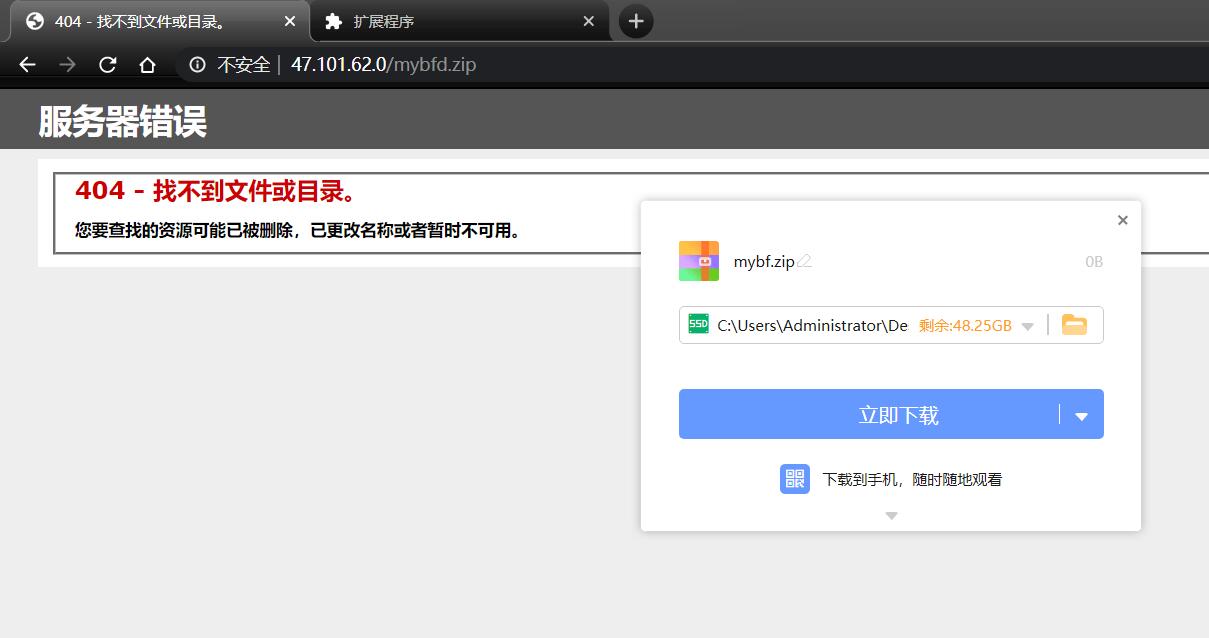 404 - 找不到文件或目录。
扩展程序
不安全 | 47.101.62.0/mybfd.zip
服务器错误
404 - 找不到文件或目录。
您要查找的资源可能已被删除，已更改名称或者暂时不可用。
mybf.zip 0B
SSD C:\Users\Administrator\De 剩余:48.25GB
立即下载
下载到手机，随时随地观看